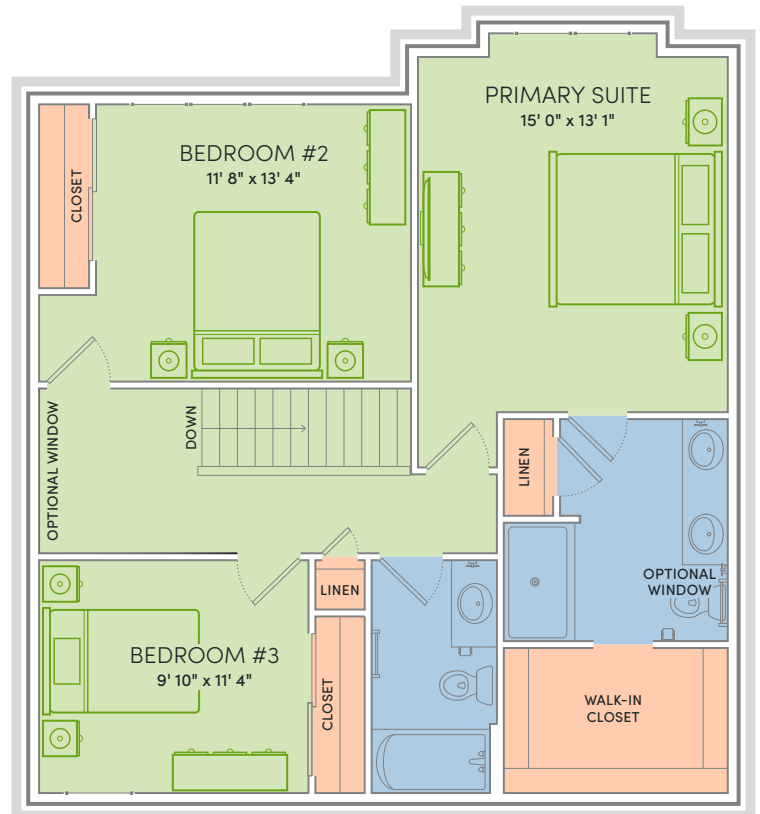 PRIMARY SUITE
15' 0" x 13' 1"
BEDROOM #2
11' 8" x 13' 4"
CLOSET
OPTIONAL WINDOW
DOWN
LINEN
OPTIONAL
WINDOW
LINEN
BEDROOM #3
9' 10" x 11' 4"
CLOSET
WALK-IN
CLOSET